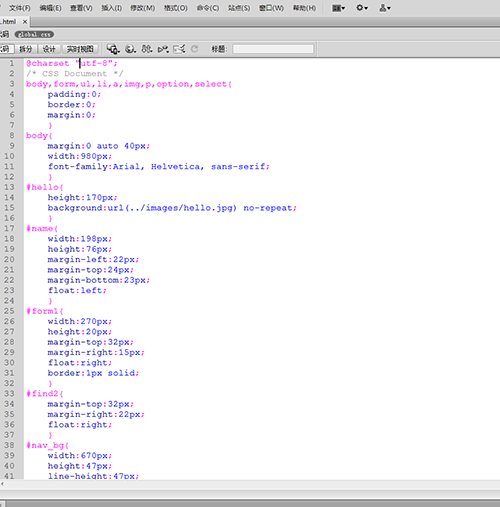 文件(F) 编辑(E) 查看(V) 插入(I) 修改(M) 格式(O) 命令(C) 站点(S) 窗口(W) 帮助(H)
.html ×
代码 global.css
代码 拆分 设计 实时视图 标题:
1 @charset "utf-8";
2 /* CSS Document */
3 body,form,ul,li,a,img,p,option,select{
4 padding:0;
5 border:0;
6 margin:0;
7 }
8 body{
9 margin:0 auto 40px;
10 width:980px;
11 font-family:Arial, Helvetica, sans-serif;
12 }
13 #hello{
14 height:170px;
15 background:url(../images/hello.jpg) no-repeat;
16 }
17 #name{
18 width:198px;
19 height:76px;
20 margin-left:22px;
21 margin-top:24px;
22 margin-bottom:23px;
23 float:left;
24 }
25 #form1{
26 width:270px;
27 height:20px;
28 margin-top:32px;
29 margin-right:15px;
30 float:right;
31 border:1px solid;
32 }
33 #find2{
34 margin-top:32px;
35 margin-right:22px;
36 float:right;
37 }
38 #nav_bg{
39 width:670px;
40 height:47px;
41 line-height:47px;